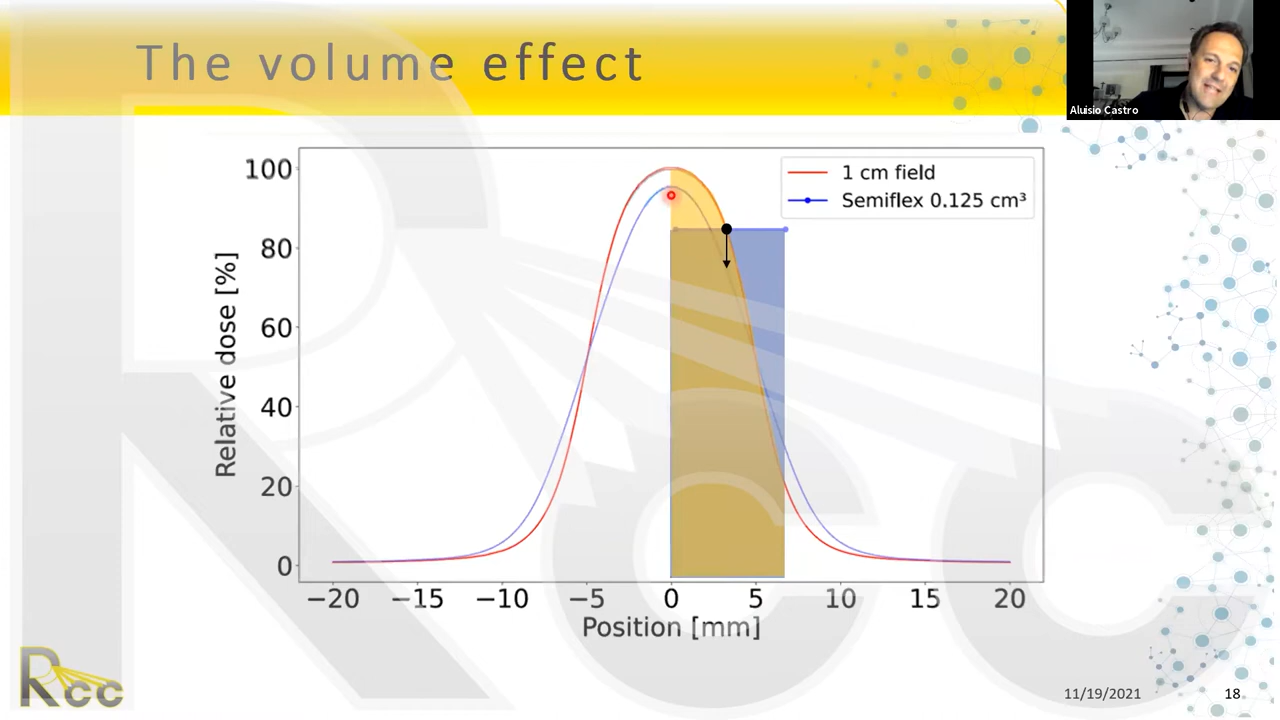 The volume effect
Aluisio Castro
1 cm field
Semiflex 0.125 cm³
Relative dose [%]
100
80
60
40
20
0
−20 −15 −10 −5 0 5 10 15 20
Position [mm]
Rcc
11/19/2021 18